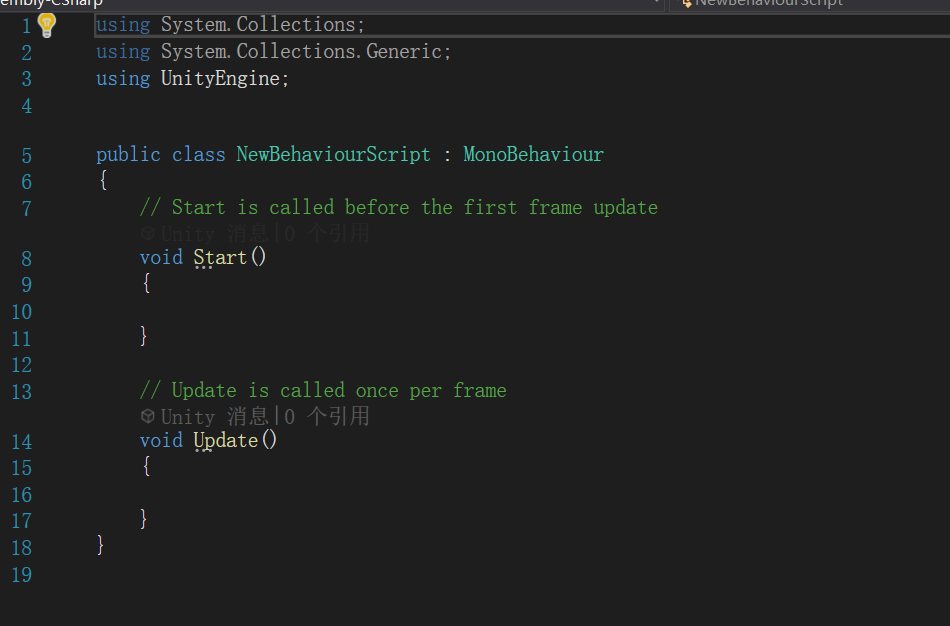 NewBehaviourScript
1 using System.Collections;
2 using System.Collections.Generic;
3 using UnityEngine;
4
5 public class NewBehaviourScript : MonoBehaviour
6 {
7 // Start is called before the first frame update
Unity 消息|0 个引用
8 void Start()
9 {
10
11 }
12
13 // Update is called once per frame
Unity 消息|0 个引用
14 void Update()
15 {
16
17 }
18 }
19